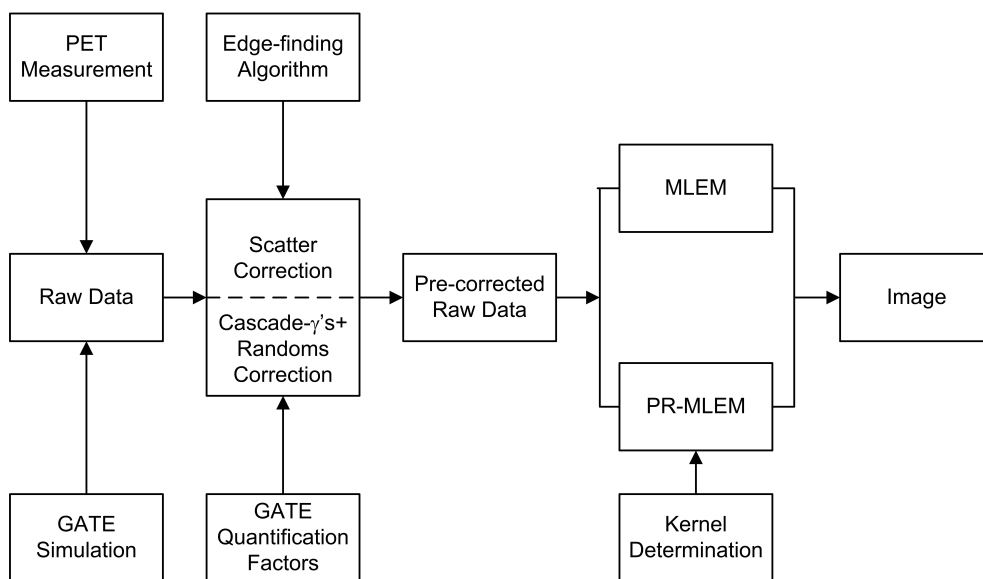 PET
Measurement
Edge-finding
Algorithm
MLEM
Scatter
Correction
Raw Data
Cascade-γ's+
Randoms
Correction
Pre-corrected
Raw Data
Image
PR-MLEM
GATE
Simulation
GATE
Quantification
Factors
Kernel
Determination